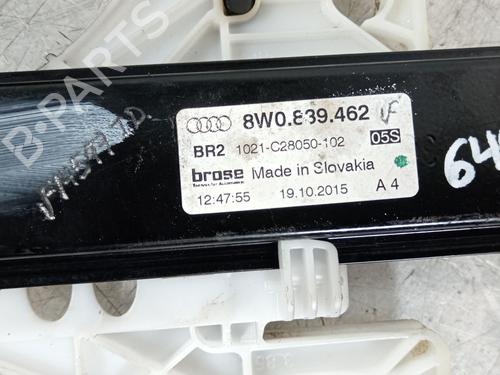 B-PARTS
8W0.839.462 F
BR2 1021-C28050-102 05S
brose Made in Slovakia
12:47:55 19.10.2015 A 4
64